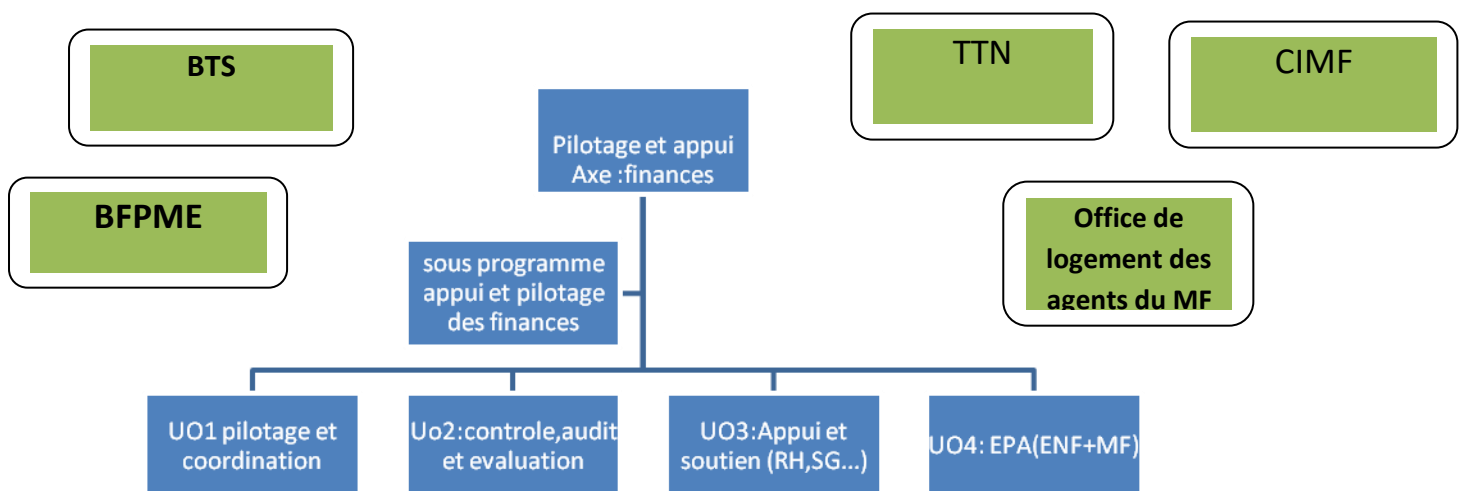 BTS
TTN
CIMF
Pilotage et appui
Axe :finances
BFPME
Office de
logement des
agents du MF
sous programme
appui et pilotage
des finances
UO1 pilotage et
coordination
Uo2:controle,audit
et evaluation
UO3:Appui et
soutien (RH,SG...)
UO4: EPA(ENF+MF)